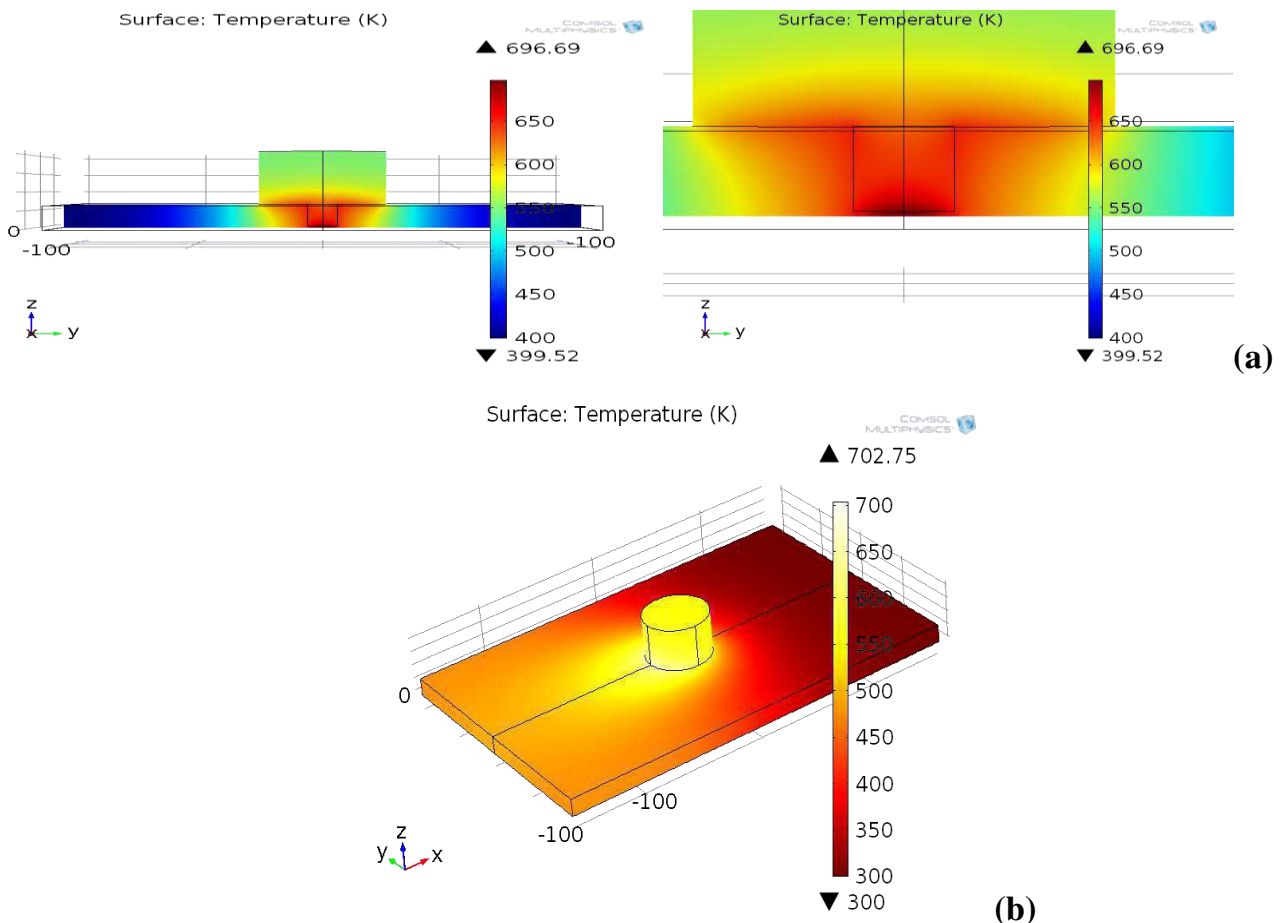 Surface: Temperature (K)
COMSOL
MULTIPHYSICS
696.69
650
600
550
500
450
400
399.52
0
-100
-100
z
x
y
Surface: Temperature (K)
COMSOL
MULTIPHYSICS
696.69
650
600
550
500
450
400
399.52
z
x
y
(a)
Surface: Temperature (K)
COMSOL
MULTIPHYSICS
702.75
700
650
600
550
500
450
400
350
300
300
0
-100
-100
z
y
x
(b)